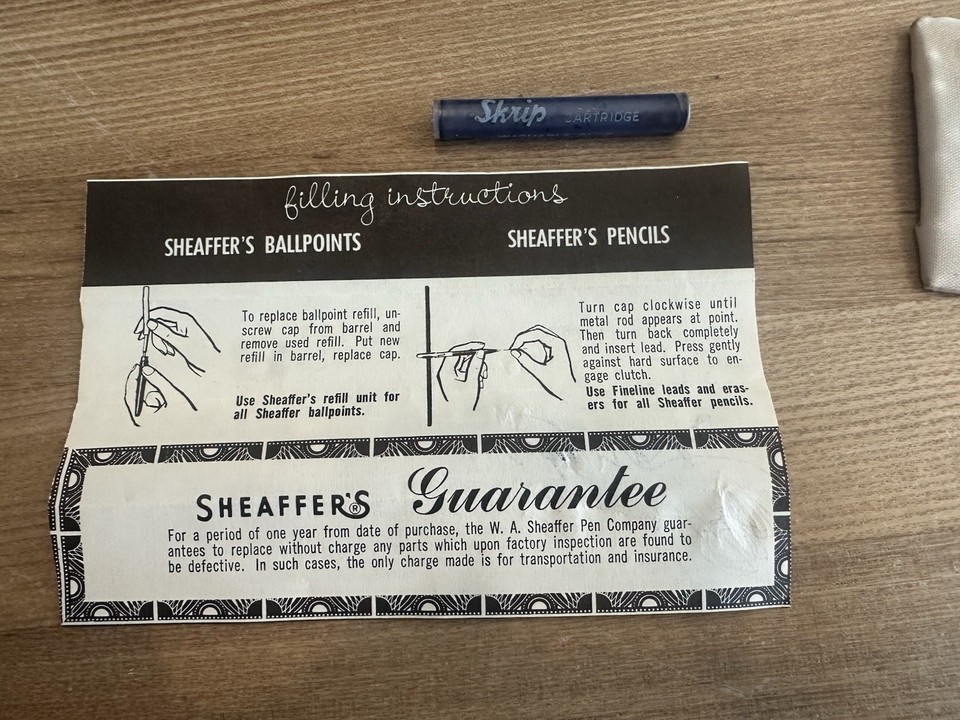 Skrip CARTRIDGE
filling instructions
SHEAFFER'S BALLPOINTS
To replace ballpoint refill, un-
screw cap from barrel and
remove used refill. Put new
refill in barrel, replace cap.
Use Sheaffer's refill unit for
all Sheaffer ballpoints.
SHEAFFER'S PENCILS
Turn cap clockwise until
metal rod appears at point.
Then turn back completely
and insert lead. Press gently
against hard surface to en-
gage clutch.
Use Fineline leads and eras-
ers for all Sheaffer pencils.
SHEAFFER'S® Guarantee
For a period of one year from date of purchase, the W. A. Sheaffer Pen Company guar-
antees to replace without charge any parts which upon factory inspection are found to
be defective. In such cases, the only charge made is for transportation and insurance.